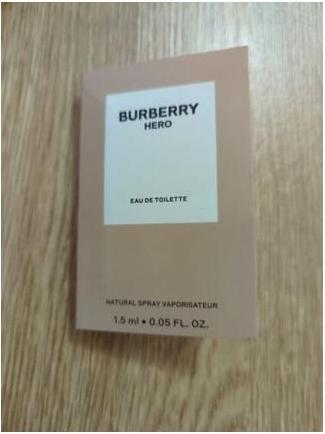 BURBERRY
HERO
EAU DE TOILETTE
NATURAL SPRAY VAPORISATEUR
1.5 ml • 0.05 FL. OZ.